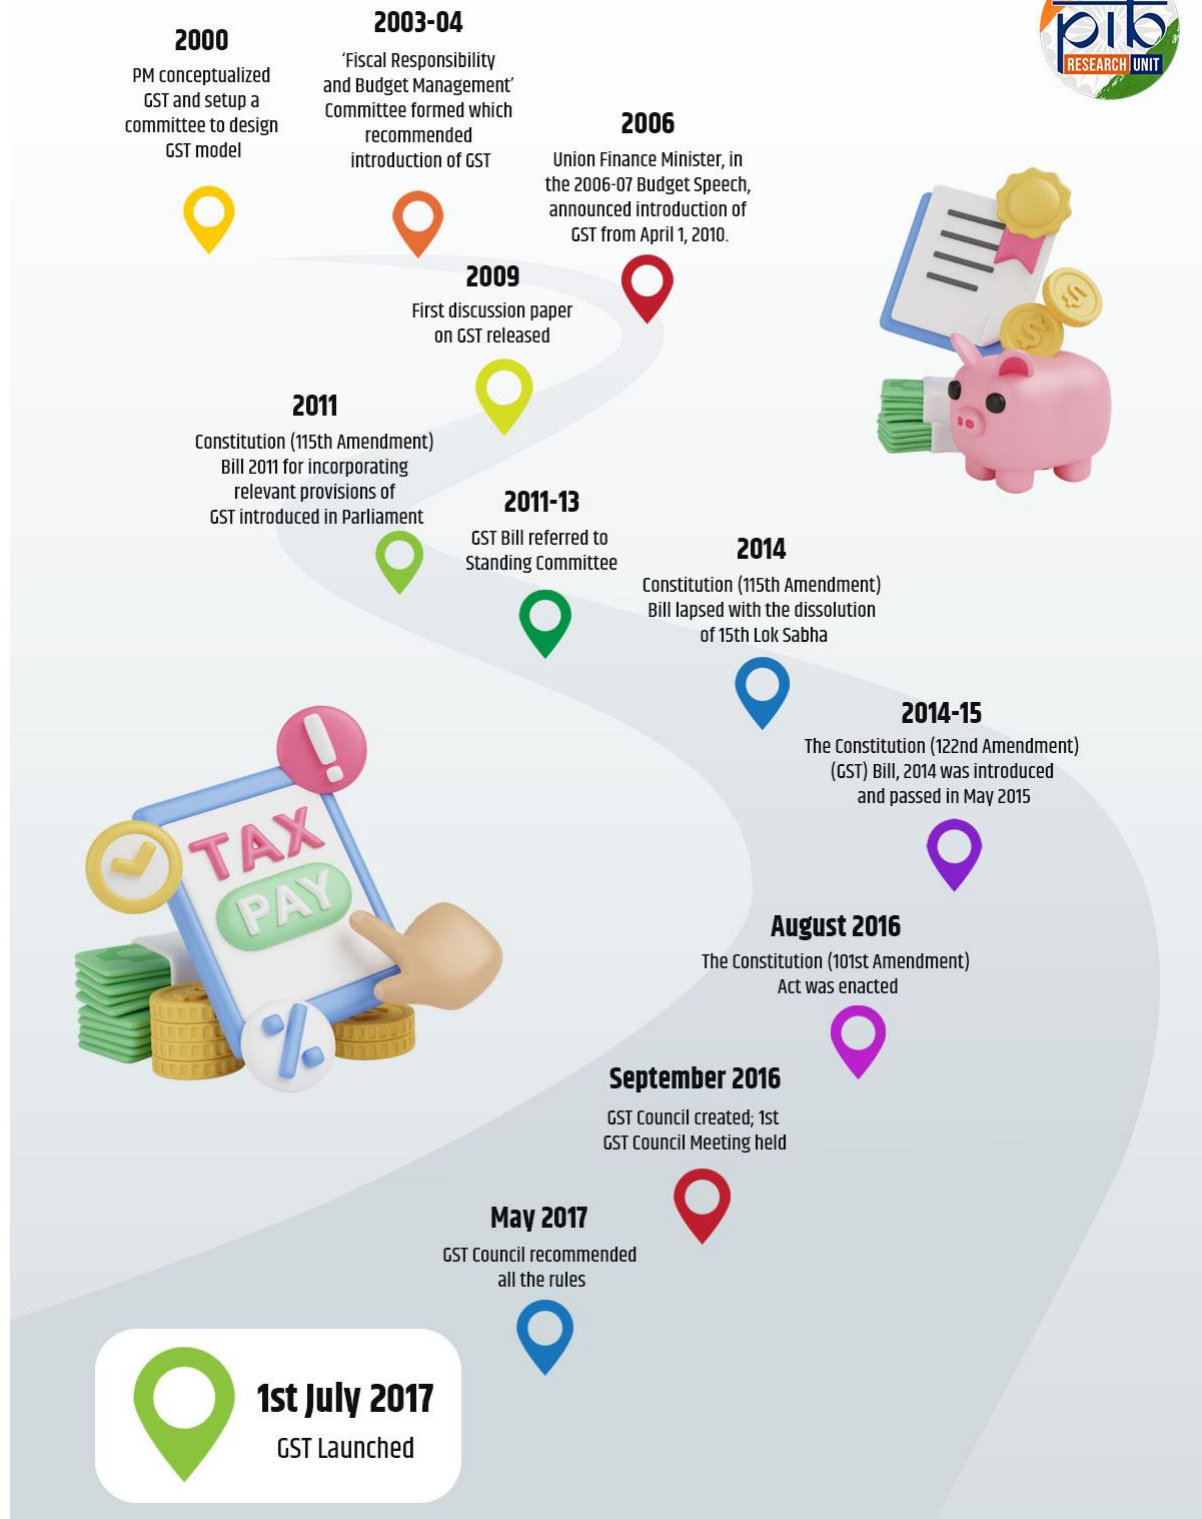 pib
RESEARCH UNIT
2000
PM conceptualized
GST and setup a
committee to design
GST model
2003-04
‘Fiscal Responsibility
and Budget Management’
Committee formed which
recommended
introduction of GST
2006
Union Finance Minister, in
the 2006-07 Budget Speech,
announced introduction of
GST from April 1, 2010.
2009
First discussion paper
on GST released
2011
Constitution (115th Amendment)
Bill 2011 for incorporating
relevant provisions of
GST introduced in Parliament
2011-13
GST Bill referred to
Standing Committee
2014
Constitution (115th Amendment)
Bill lapsed with the dissolution
of 15th Lok Sabha
2014-15
The Constitution (122nd Amendment)
(GST) Bill, 2014 was introduced
and passed in May 2015
TAX
PAY
%
August 2016
The Constitution (101st Amendment)
Act was enacted
September 2016
GST Council created; 1st
GST Council Meeting held
May 2017
GST Council recommended
all the rules
1st July 2017
GST Launched